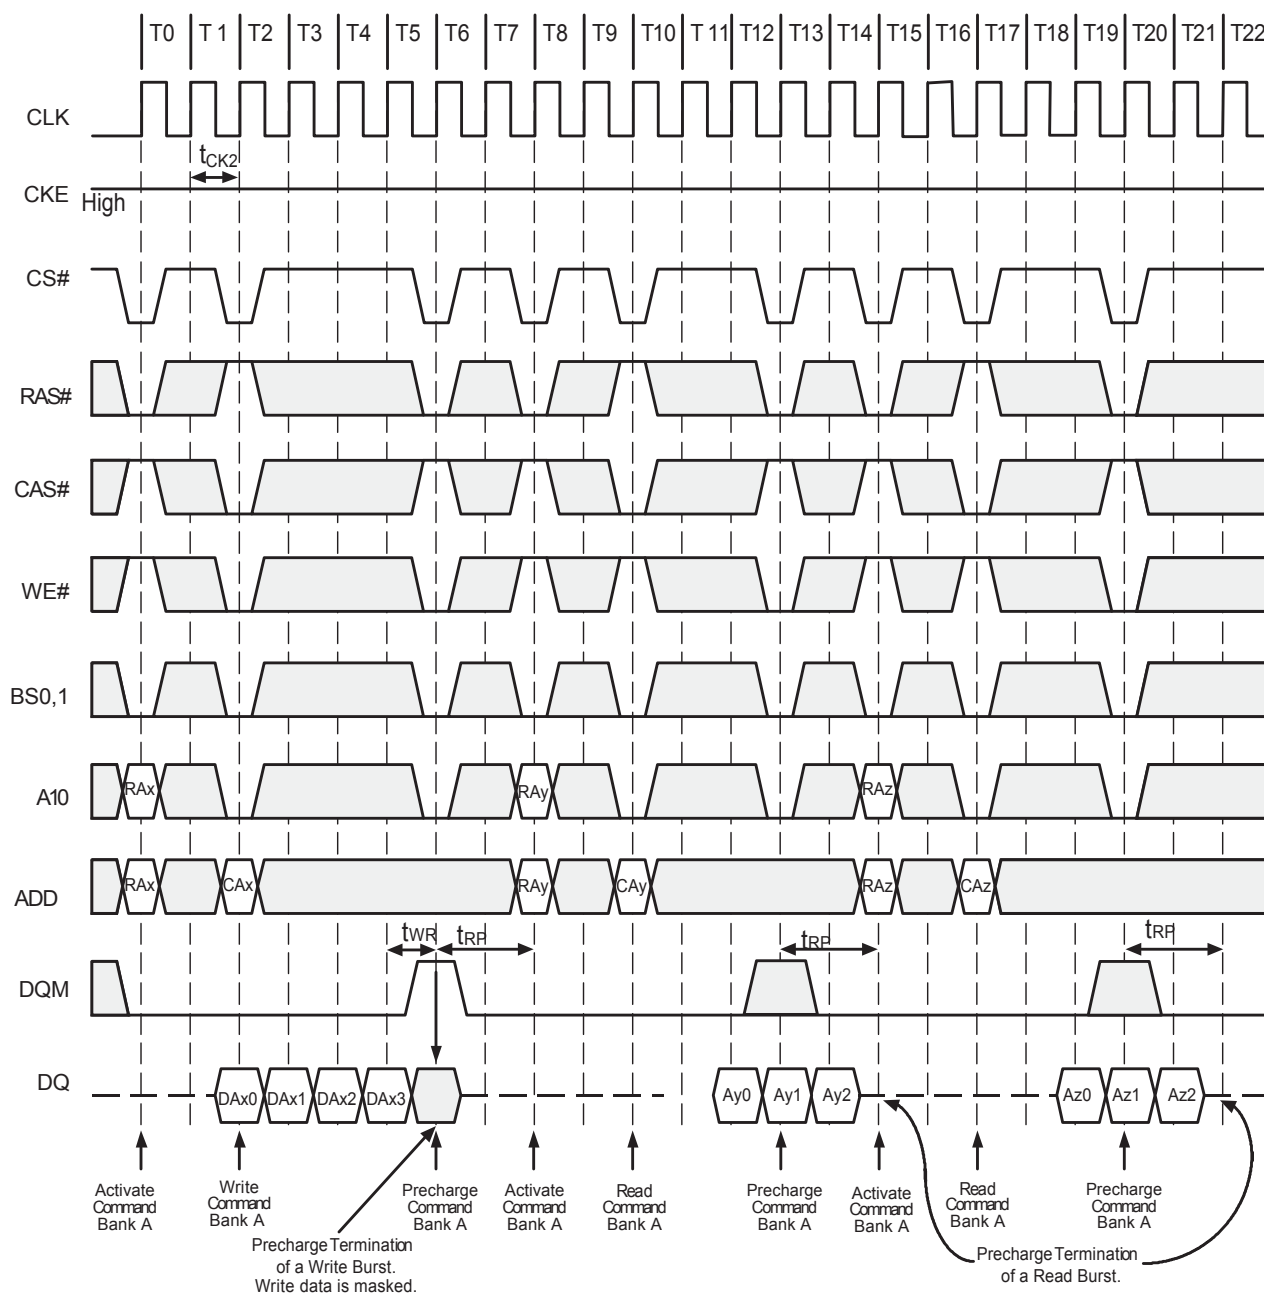 T0 T 1 T2 T3 T4 T5 T6 T7 T8 T9 T10 T 11 T12 T13 T14 T15 T16 T17 T18 T19 T20 T21 T22
CLK
tCK2
CKE High
CS#
RAS#
CAS#
WE#
BS0,1
A10 RAx RAy RAz
ADD RAx CAx RAy CAy RAz CAz
tWR tRP tRP tRP
DQM
DQ DAx0 DAx1 DAx2 DAx3 Ay0 Ay1 Ay2 Az0 Az1 Az2
Activate Command Bank A
Write Command Bank A
Precharge Command Bank A
Activate Command Bank A
Read Command Bank A
Precharge Command Bank A
Activate Command Bank A
Read Command Bank A
Precharge Command Bank A
Precharge Termination
of a Write Burst.
Write data is masked.
Precharge Termination
of a Read Burst.